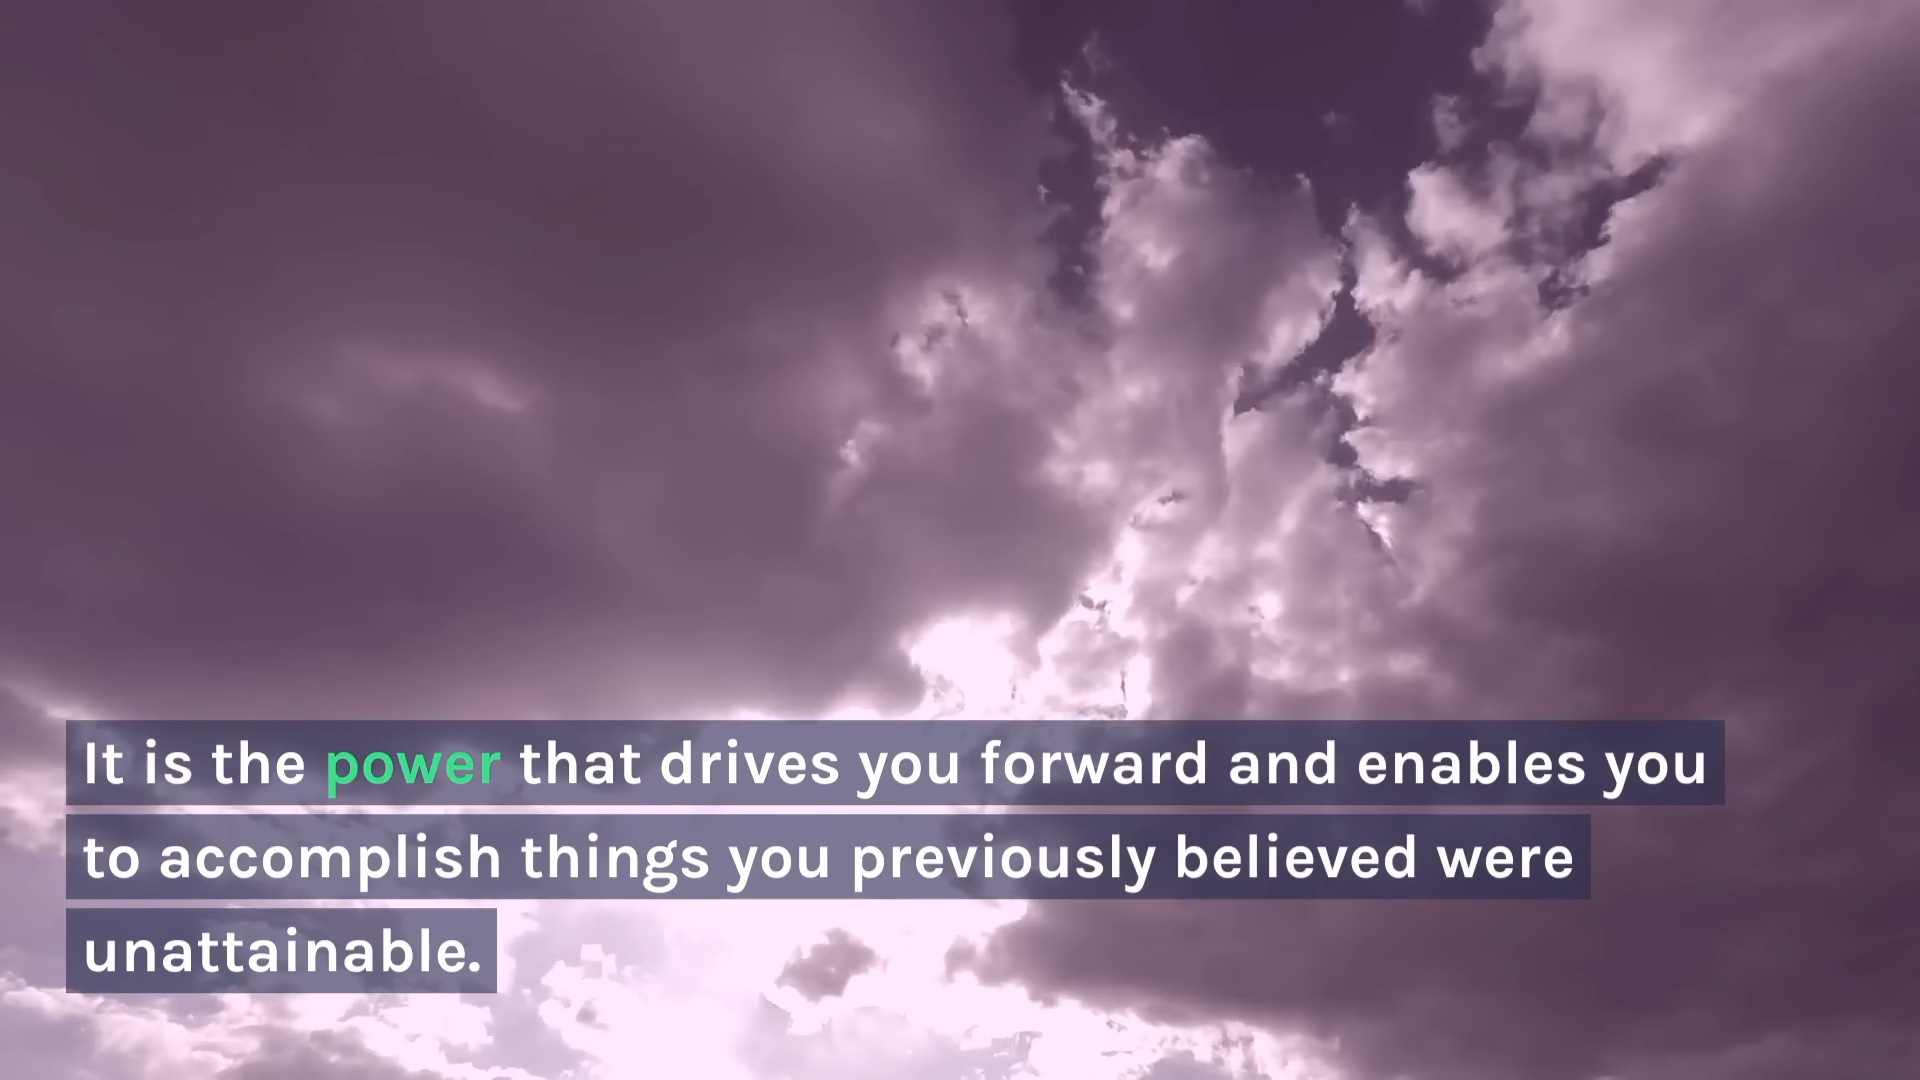 It is the power that drives you forward and enables you
to accomplish things you previously believed were
unattainable.